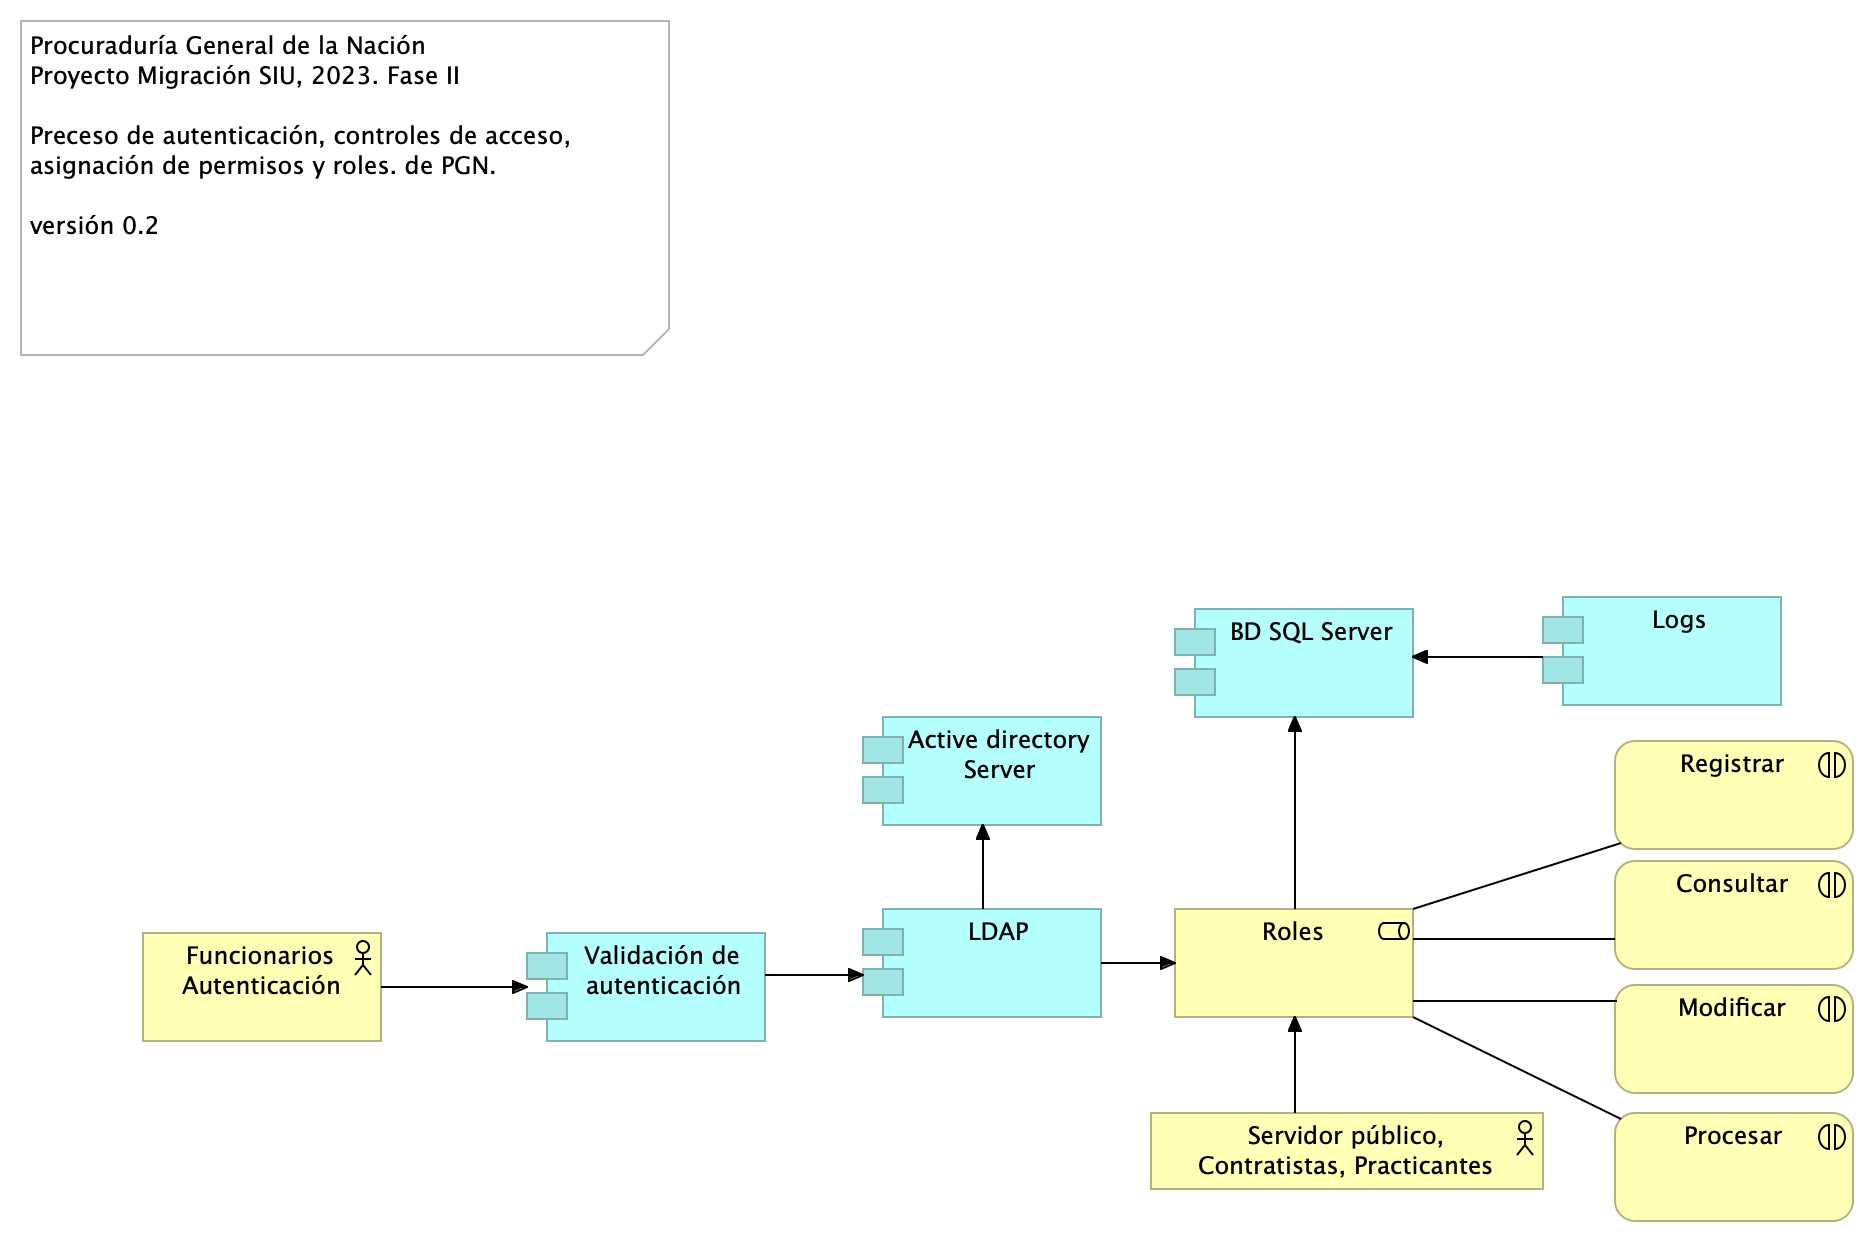 Procuraduría General de la Nación
Proyecto Migración SIU, 2023. Fase II
Preceso de autenticación, controles de acceso,
asignación de permisos y roles. de PGN.
versión 0.2
Logs
BD SQL Server
Active directory
Server
Registrar
Consultar
LDAP
Roles
Funcionarios
Autenticación
Validación de
autenticación
Modificar
Servidor público,
Contratistas, Practicantes
Procesar